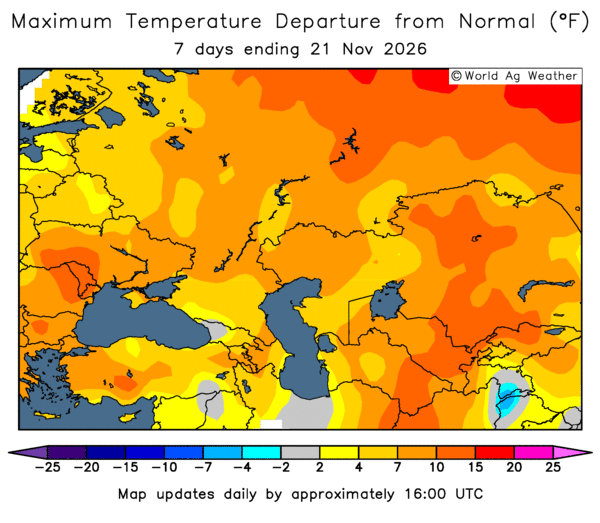 Maximum Temperature Departure from Normal (°F)
7 days ending 21 Nov 2026
©World Ag Weather
-25 -20 -15 -10 -7 -4 -2 2 4 7 10 15 20 25
Map updates daily by approximately 16:00 UTC